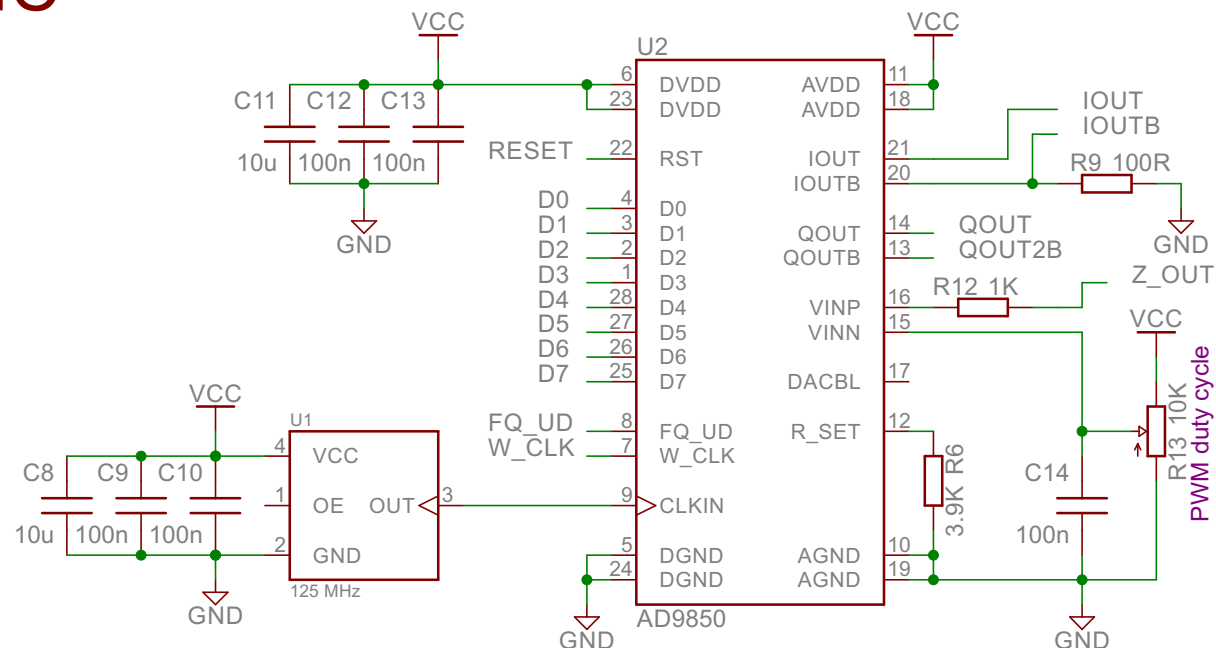 VCC
VCC
U2
C11 C12 C13
10u 100n 100n
GND
RESET
D0
D1
D2
D3
D4
D5
D6
D7
FQ_UD
W_CLK
6 DVDD
23 DVDD
22 RST
4 D0
3 D1
2 D2
1 D3
28 D4
27 D5
26 D6
25 D7
8 FQ_UD
7 W_CLK
9 CLKIN
5 DGND
24 DGND
GND
AD9850
AVDD 11
AVDD 18
IOUT 21
IOUTB 20
QOUT 14
QOUTB 13
VINP 16
VINN 15
DACBL 17
R_SET 12
AGND 10
AGND 19
IOUT
IOUTB
R9 100R
GND
QOUT
QOUT2B
Z_OUT
R12 1K
VCC
R13 10K
PWM duty cycle
3.9K R6
C14
100n
GND
VCC
U1
C8 C9 C10
10u 100n 100n
4 VCC
1 OE
OUT 3
2 GND
125 MHz
GND